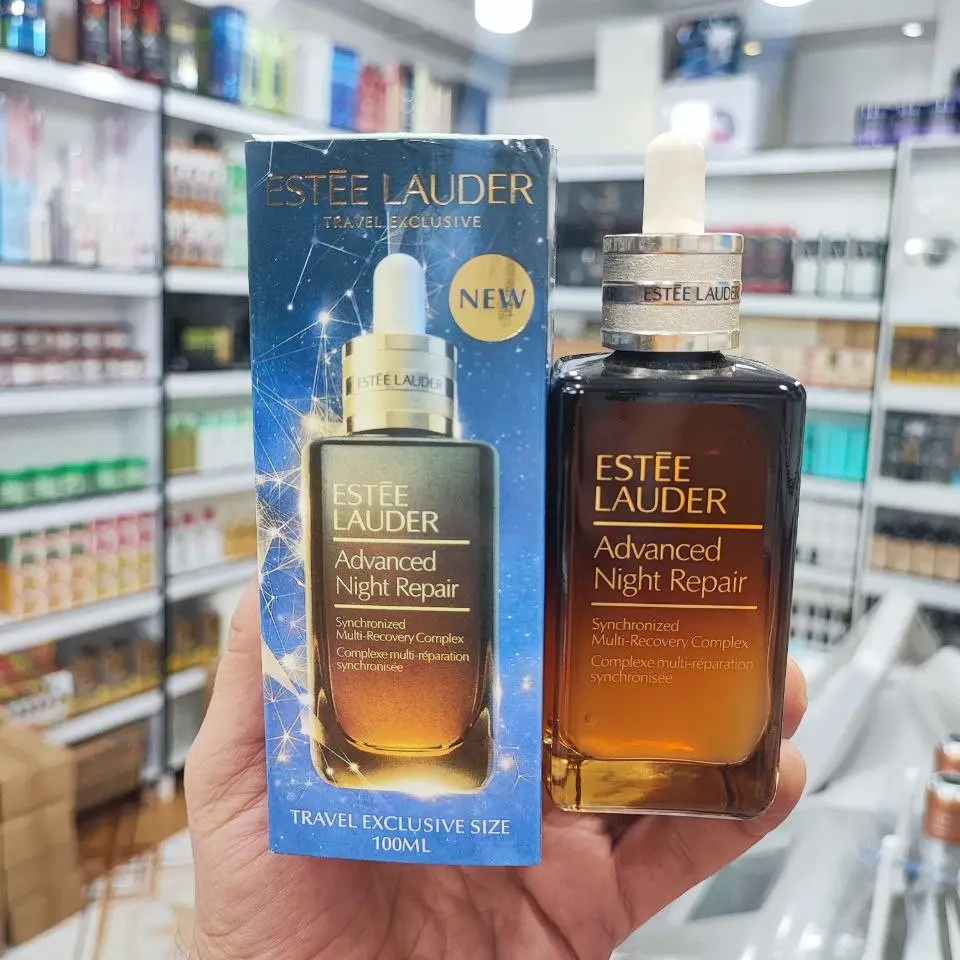 ESTĒE LAUDER
TRAVEL EXCLUSIVE
NEW
ESTĒE LAUDER
ESTĒE
LAUDER
Advanced
Night Repair
Synchronized
Multi-Recovery Complex
Complexe multi-réparation
synchronisée
TRAVEL EXCLUSIVE SIZE
100ML
ESTĒE LAUDER
ESTĒE
LAUDER
Advanced
Night Repair
Synchronized
Multi-Recovery Complex
Complexe multi-réparation
synchronisée